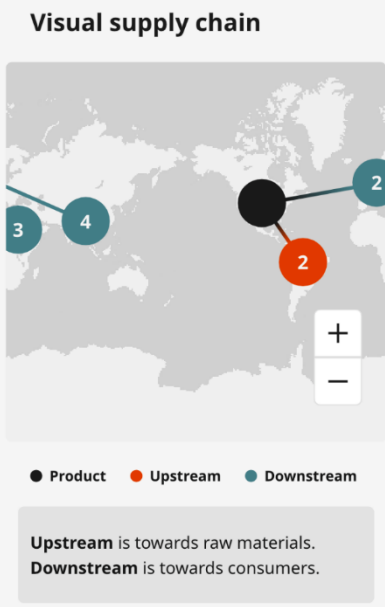 Visual supply chain
2
3
4
2
+
−
Product Upstream Downstream
Upstream is towards raw materials.
Downstream is towards consumers.